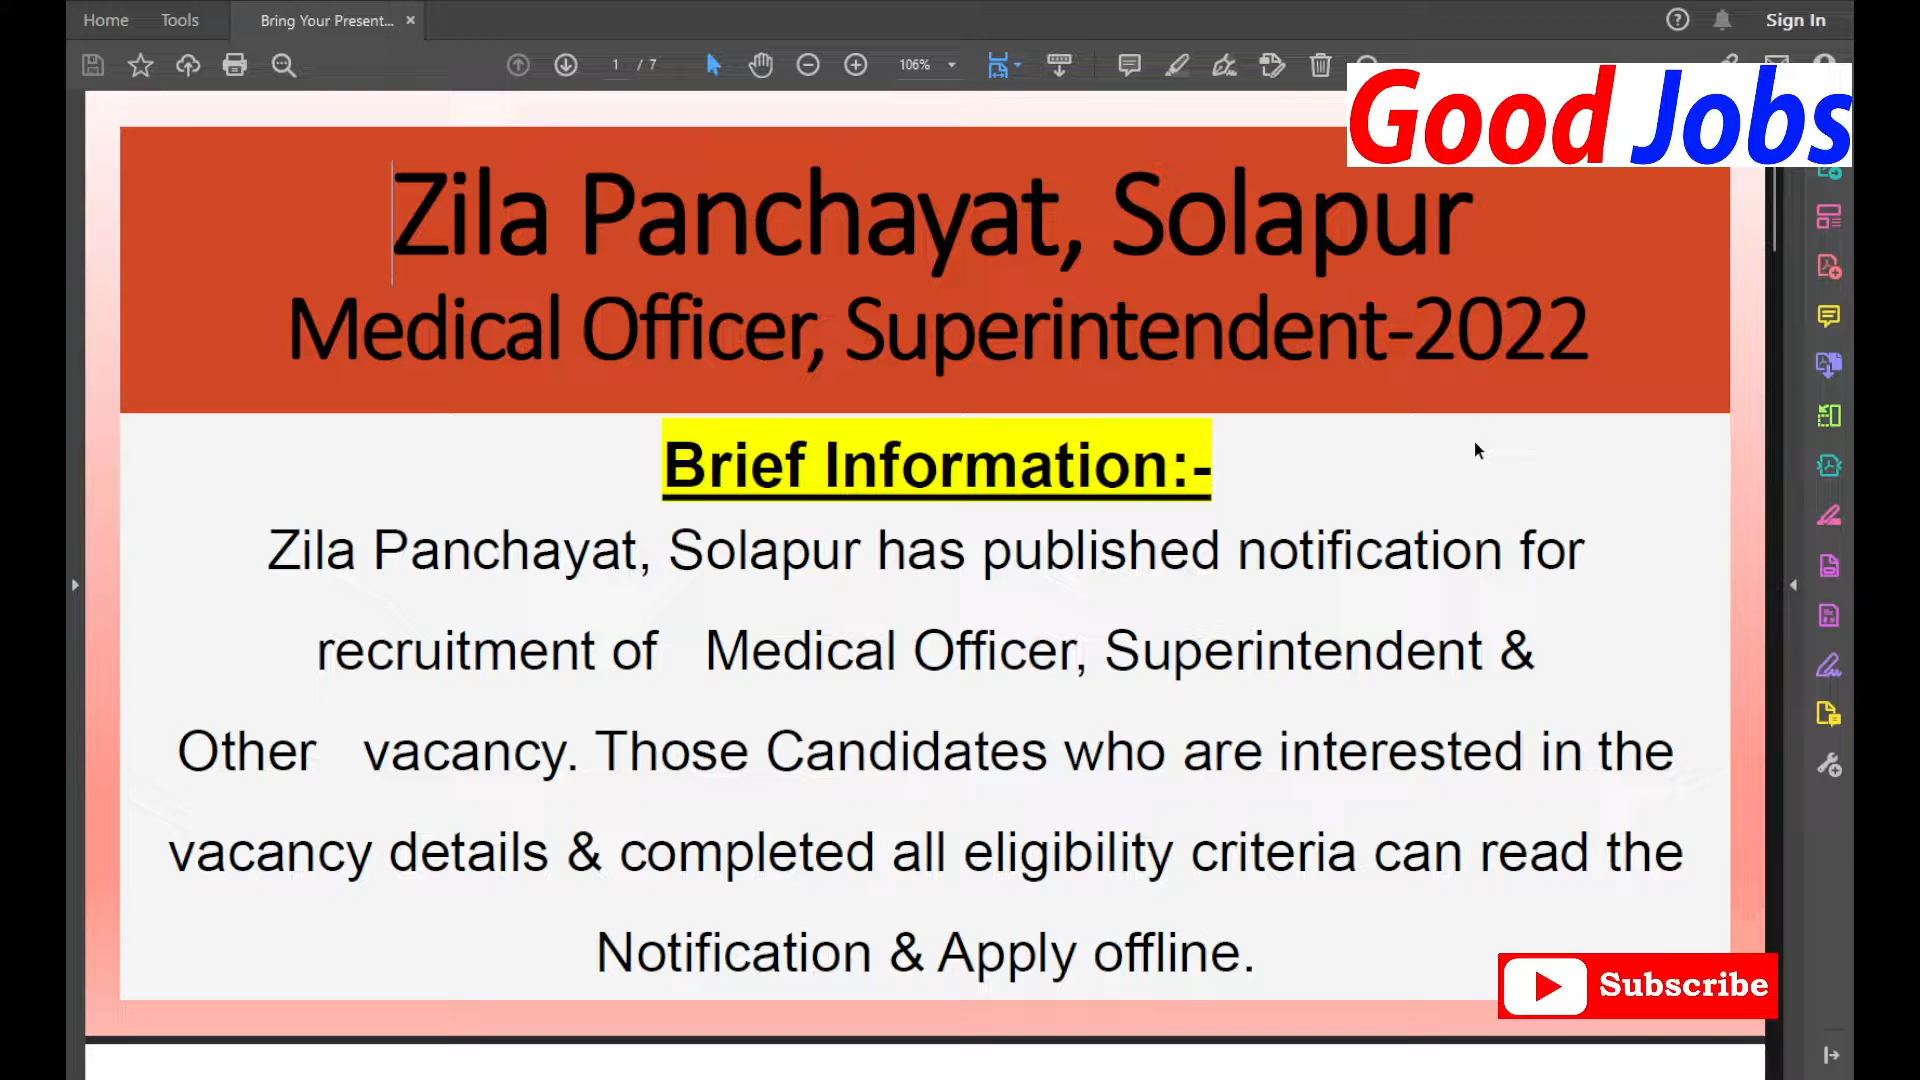 Home Tools Bring Your Present... × Sign In
1 / 7 106%
Good Jobs
Zila Panchayat, Solapur
Medical Officer, Superintendent-2022
Brief Information:-
Zila Panchayat, Solapur has published notification for
recruitment of Medical Officer, Superintendent &
Other vacancy. Those Candidates who are interested in the
vacancy details & completed all eligibility criteria can read the
Notification & Apply offline.
Subscribe